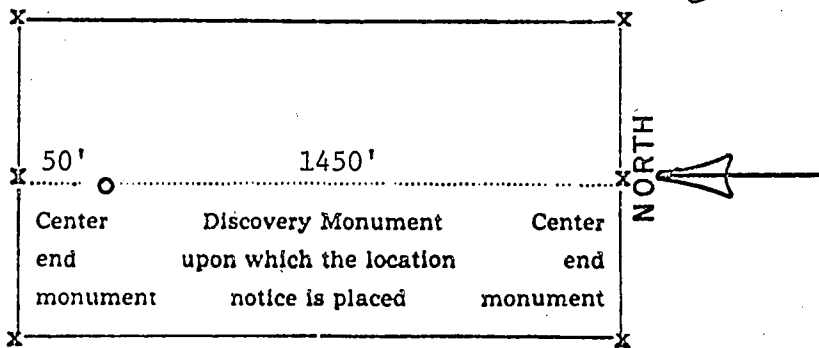 50' 1450'
NORTH
Center Discovery Monument Center
end upon which the location end
monument notice is placed monument